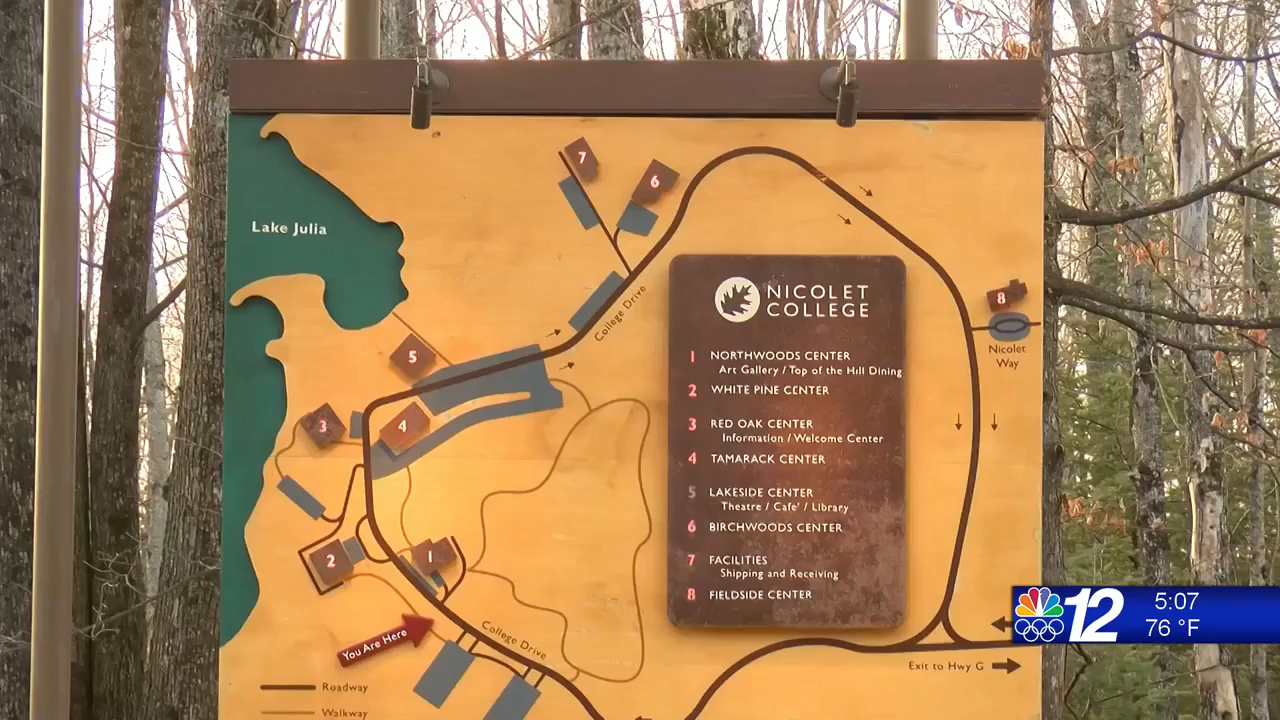 7
6
Lake Julia
College Drive
8
Nicolet
Way
5
3
4
2
1
You Are Here
College Drive
Roadway
Walkway
Exit to Hwy G
NICOLET
COLLEGE
1 NORTHWOODS CENTER
Art Gallery / Top of the Hill Dining
2 WHITE PINE CENTER
3 RED OAK CENTER
Information / Welcome Center
4 TAMARACK CENTER
5 LAKESIDE CENTER
Theatre / Cafe' / Library
6 BIRCHWOODS CENTER
7 FACILITIES
Shipping and Receiving
8 FIELDSIDE CENTER
12
5:07
76 °F